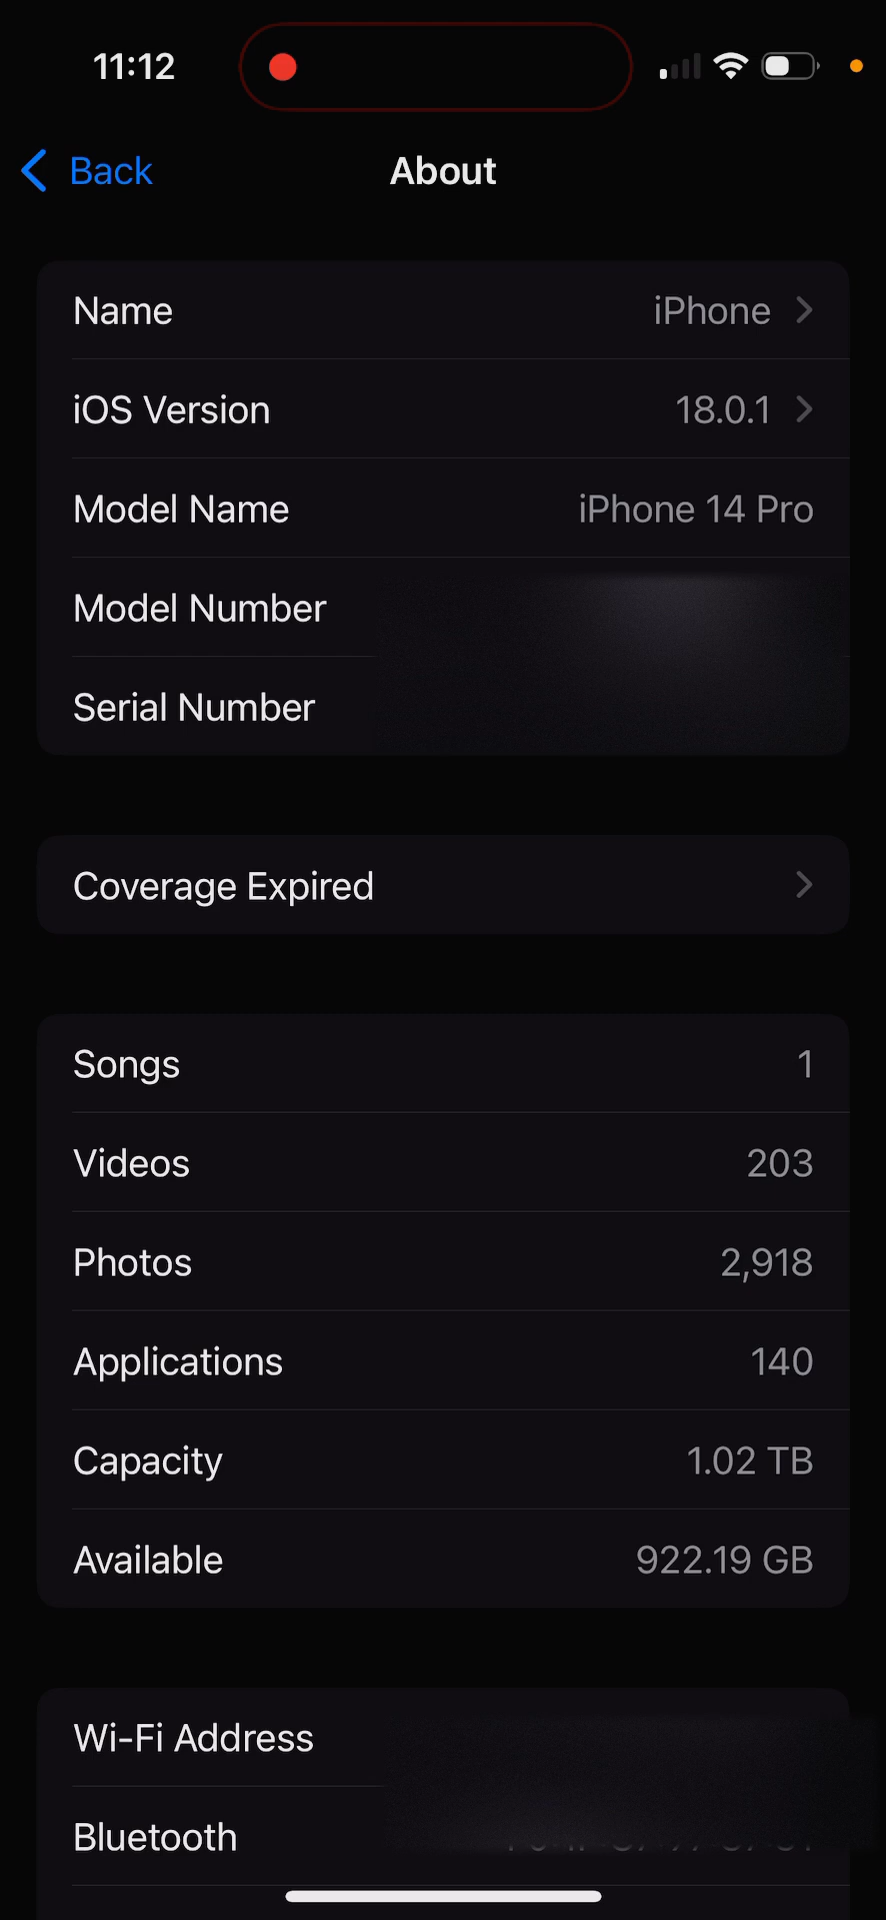 11:12
Back
About
Name iPhone
iOS Version 18.0.1
Model Name iPhone 14 Pro
Model Number
Serial Number
Coverage Expired
Songs 1
Videos 203
Photos 2,918
Applications 140
Capacity 1.02 TB
Available 922.19 GB
Wi-Fi Address
Bluetooth